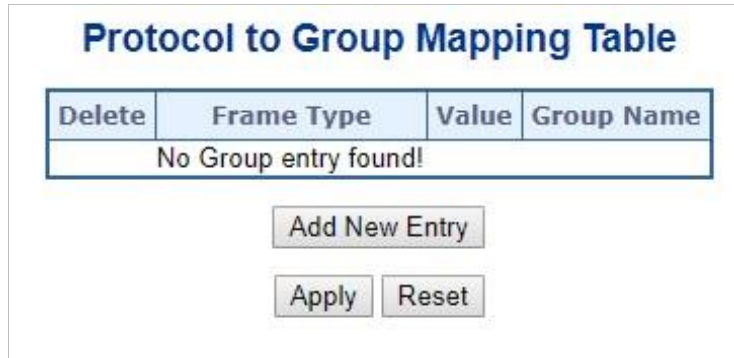 Protocol to Group Mapping Table
Delete Frame Type Value Group Name
No Group entry found!
Add New Entry
Apply Reset